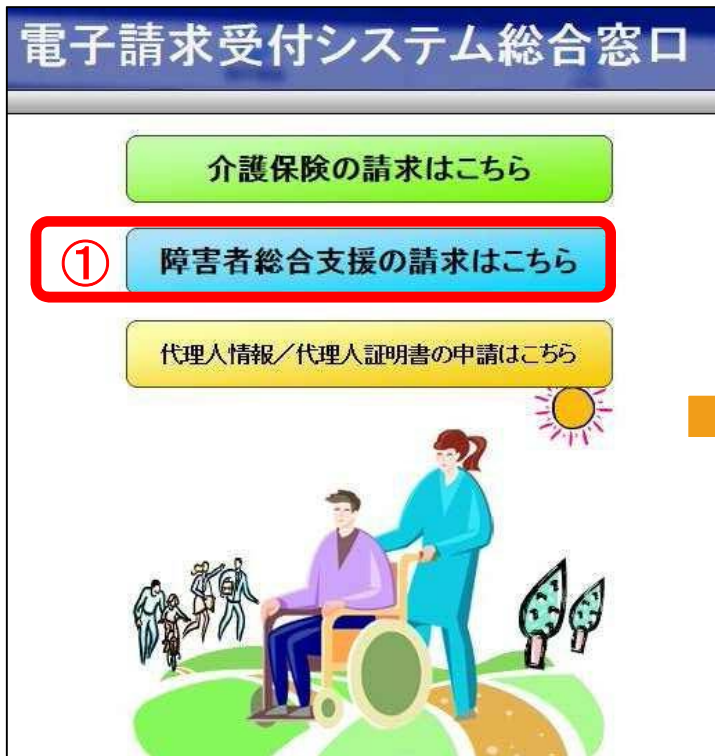 電子請求受付システム総合窓口
介護保険の請求はこちら
① 障害者総合支援の請求はこちら
代理人情報／代理人証明書の申請はこちら